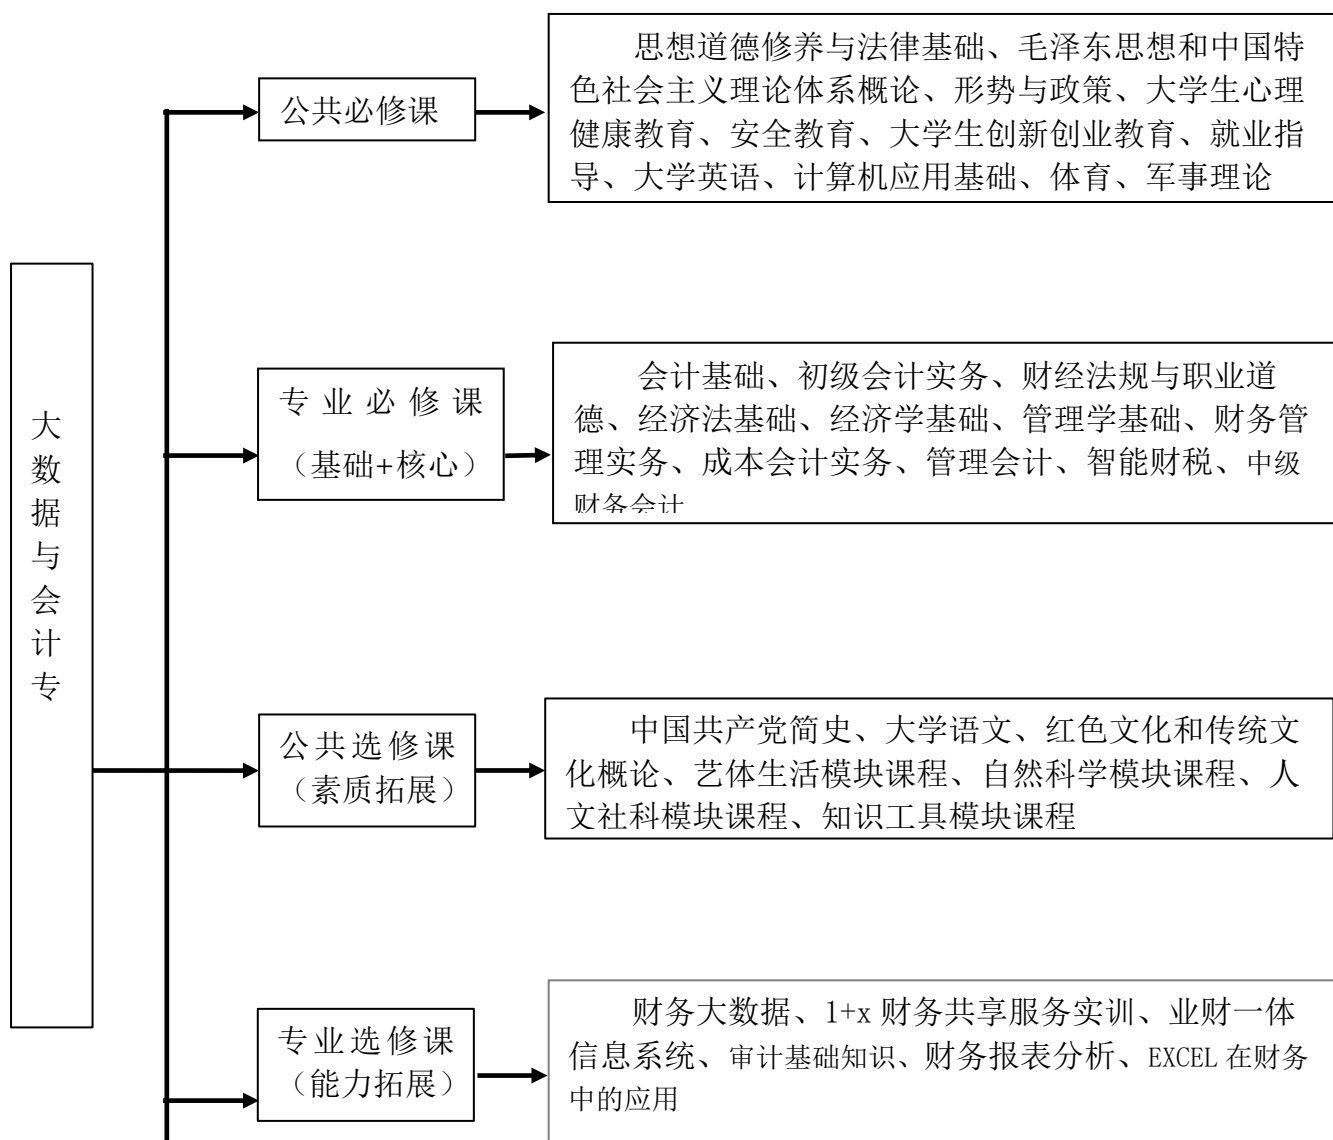 大数据与会计专
公共必修课
思想道德修养与法律基础、毛泽东思想和中国特
色社会主义理论体系概论、形势与政策、大学生心理
健康教育、安全教育、大学生创新创业教育、就业指
导、大学英语、计算机应用基础、体育、军事理论
专业必修课
（基础+核心）
会计基础、初级会计实务、财经法规与职业道
德、经济法基础、经济学基础、管理学基础、财务管
理实务、成本会计实务、管理会计、智能财税、中级
财务会计
公共选修课
（素质拓展）
中国共产党简史、大学语文、红色文化和传统文
化概论、艺体生活模块课程、自然科学模块课程、人
文社科模块课程、知识工具模块课程
专业选修课
（能力拓展）
财务大数据、1+x 财务共享服务实训、业财一体
信息系统、审计基础知识、财务报表分析、EXCEL 在财务
中的应用